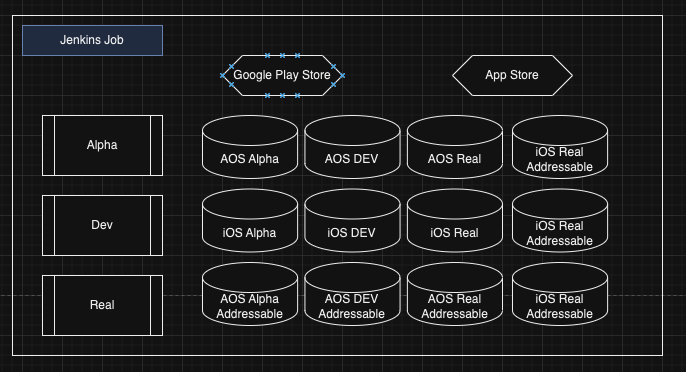 Jenkins Job
Google Play Store
App Store
Alpha
AOS Alpha
AOS DEV
AOS Real
iOS Real
Addressable
Dev
iOS Alpha
iOS DEV
iOS Real
iOS Real
Addressable
Real
AOS Alpha
Addressable
AOS DEV
Addressable
AOS Real
Addressable
iOS Real
Addressable